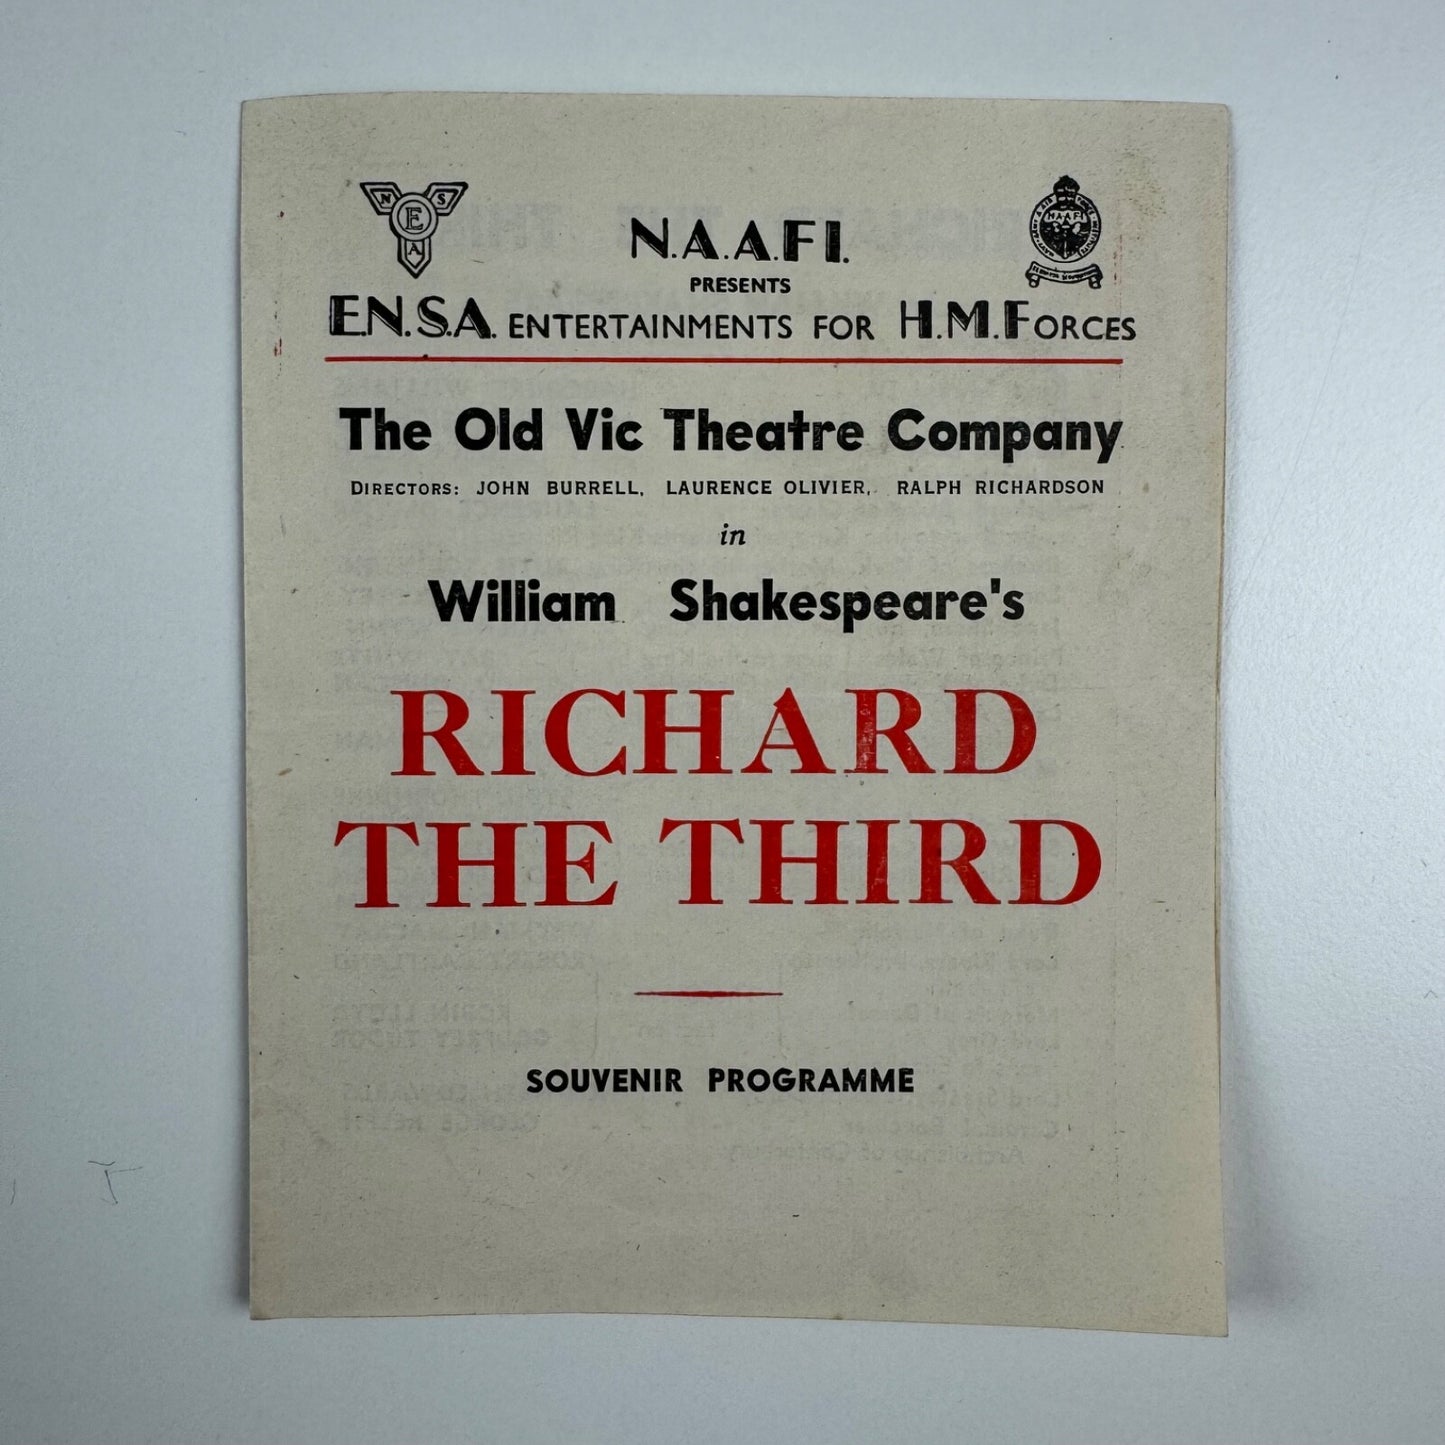 N S
E
A
N.A.A.F.I.
PRESENTS
E.N.S.A. ENTERTAINMENTS FOR H.M.FORCES
The Old Vic Theatre Company
DIRECTORS: JOHN BURRELL, LAURENCE OLIVIER, RALPH RICHARDSON
in
William Shakespeare's
RICHARD
THE THIRD
SOUVENIR PROGRAMME